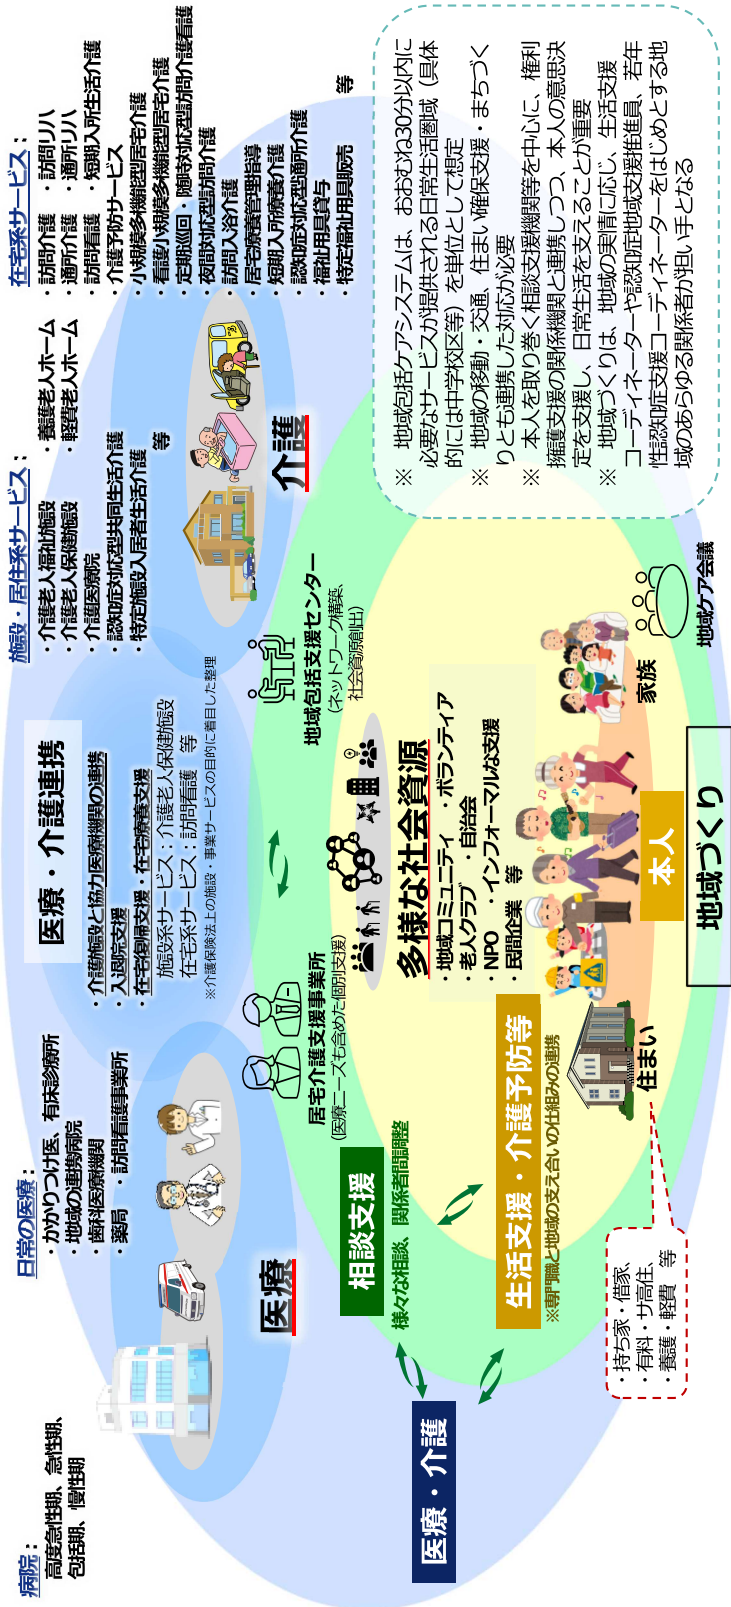 病院：
高度急性期、急性期、
包括期、慢性期
日常の医療：
・かかりつけ医、有床診療所
・地域の連携病院
・歯科医療機関
・薬局　・訪問看護事業所
医療
医療・介護連携
・介護施設と協力医療機関の連携
・入退院支援
・在宅復帰支援・在宅療養支援
施設系サービス：介護老人保健施設
在宅系サービス：訪問看護　等
※介護保険法上の施設・事業サービスの目的に着目した整理
施設・居住系サービス：
・介護老人福祉施設　・養護老人ホーム
・介護老人保健施設　・軽費老人ホーム
・介護医療院
・認知症対応型共同生活介護
・特定施設入居者生活介護　等
在宅系サービス：
・訪問介護　・訪問リハ
・通所介護　・通所リハ
・訪問看護　・短期入所生活介護
・介護予防サービス
・小規模多機能型居宅介護
・看護小規模多機能型居宅介護
・定期巡回・随時対応型訪問介護看護
・夜間対応型訪問介護
・訪問入浴介護
・居宅療養管理指導
・短期入所療養介護
・認知症対応型通所介護
・福祉用具貸与
・特定福祉用具販売　等
介護
医療・介護
相談支援
様々な相談、関係者間調整
居宅介護支援事業所
（医療ニーズも含めた個別支援）
地域包括支援センター
（ネットワーク構築、
社会資源創出）
多様な社会資源
・地域コミュニティ　・ボランティア
・老人クラブ　・自治会
・NPO　・インフォーマルな支援
・民間企業　等
生活支援・介護予防等
※専門職と地域の支え合いの仕組みの連携
住まい
・持ち家・借家、
・有料・サ高住、
・養護・軽費　等
本人
家族
地域ケア会議
地域づくり
※　地域包括ケアシステムは、おおむね30分以内に
必要なサービスが提供される日常生活圏域（具体
的には中学校区等）を単位として想定
※　地域の移動・交通、住まい確保支援・まちづく
りとも連携した対応が必要
※　本人を取り巻く相談支援機関等を中心に、権利
擁護支援の関係機関と連携しつつ、本人の意思決
定を支援し、日常生活を支えることが重要
※　地域づくりは、地域の実情に応じ、生活支援
コーディネーターや認知症地域支援推進員、若年
性認知症支援コーディネーターをはじめとする地
域のあらゆる関係者が担い手となる